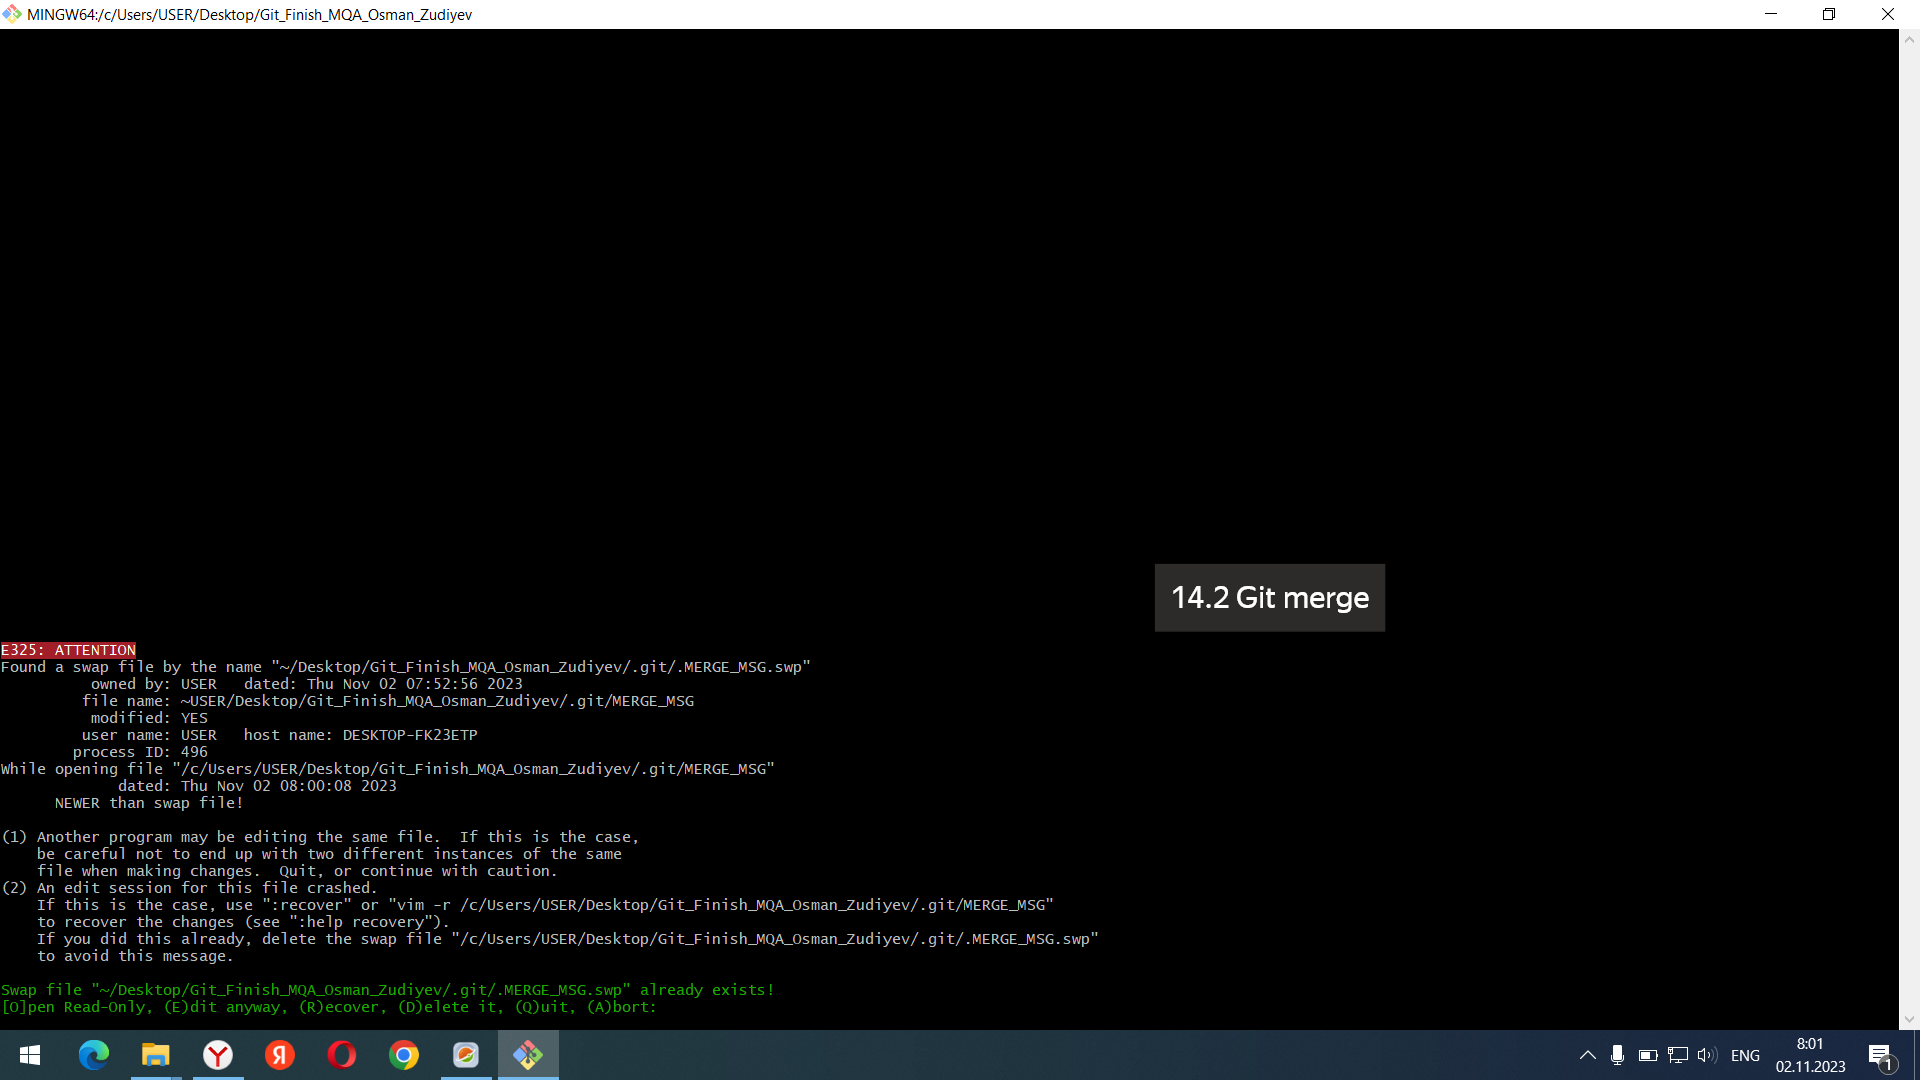 MINGW64:/c/Users/USER/Desktop/Git_Finish_MQA_Osman_Zudiyev
14.2 Git merge
E325: ATTENTION
Found a swap file by the name "~/Desktop/Git_Finish_MQA_Osman_Zudiyev/.git/.MERGE_MSG.swp"
owned by: USER   dated: Thu Nov 02 07:52:56 2023
file name: ~USER/Desktop/Git_Finish_MQA_Osman_Zudiyev/.git/MERGE_MSG
modified: YES
user name: USER   host name: DESKTOP-FK23ETP
process ID: 496
While opening file "/c/Users/USER/Desktop/Git_Finish_MQA_Osman_Zudiyev/.git/MERGE_MSG"
dated: Thu Nov 02 08:00:08 2023
NEWER than swap file!
(1) Another program may be editing the same file.  If this is the case,
be careful not to end up with two different instances of the same
file when making changes.  Quit, or continue with caution.
(2) An edit session for this file crashed.
If this is the case, use ":recover" or "vim -r /c/Users/USER/Desktop/Git_Finish_MQA_Osman_Zudiyev/.git/MERGE_MSG"
to recover the changes (see ":help recovery").
If you did this already, delete the swap file "/c/Users/USER/Desktop/Git_Finish_MQA_Osman_Zudiyev/.git/.MERGE_MSG.swp"
to avoid this message.
Swap file "~/Desktop/Git_Finish_MQA_Osman_Zudiyev/.git/.MERGE_MSG.swp" already exists!
[O]pen Read-Only, (E)dit anyway, (R)ecover, (D)elete it, (Q)uit, (A)bort:
Y
Я
ENG
8:01
02.11.2023
1